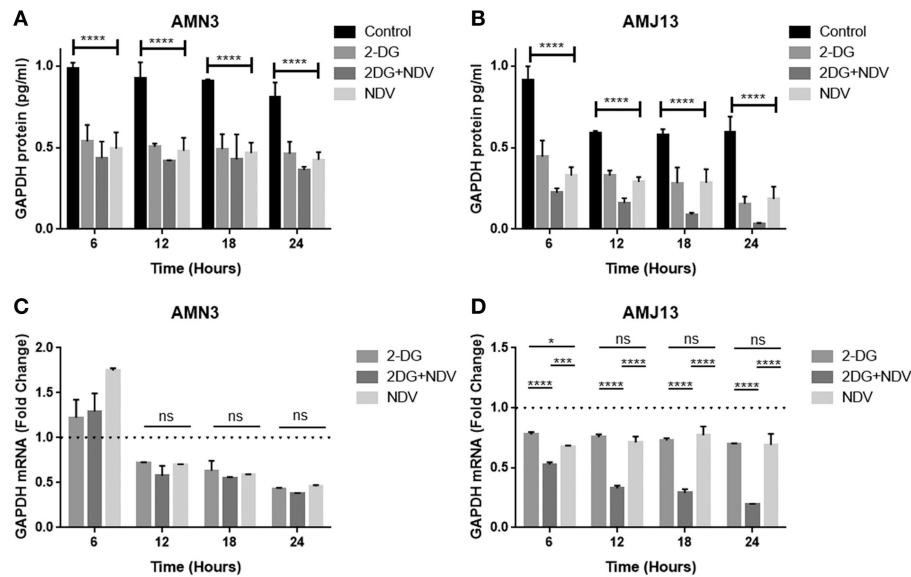 A
AMN3
GAPDH protein (pg/ml)
1.0
0.5
0.0
****
****
****
****
6
12
18
24
Time (Hours)
Control
2-DG
2DG+NDV
NDV
B
AMJ13
GAPDH protein pg/ml)
1.0
0.5
0.0
****
****
****
****
6
12
18
24
Time (Hours)
Control
2-DG
2DG+NDV
NDV
C
AMN3
GAPDH mRNA (Fold Change)
2.0
1.5
1.0
0.5
0.0
ns
ns
ns
6
12
18
24
Time (Hours)
2-DG
2DG+NDV
NDV
D
AMJ13
GAPDH mRNA (Fold Change)
1.5
1.0
0.5
0.0
*
ns
ns
ns
***
****
****
****
****
****
****
****
6
12
18
24
Time (Hours)
2-DG
2DG+NDV
NDV